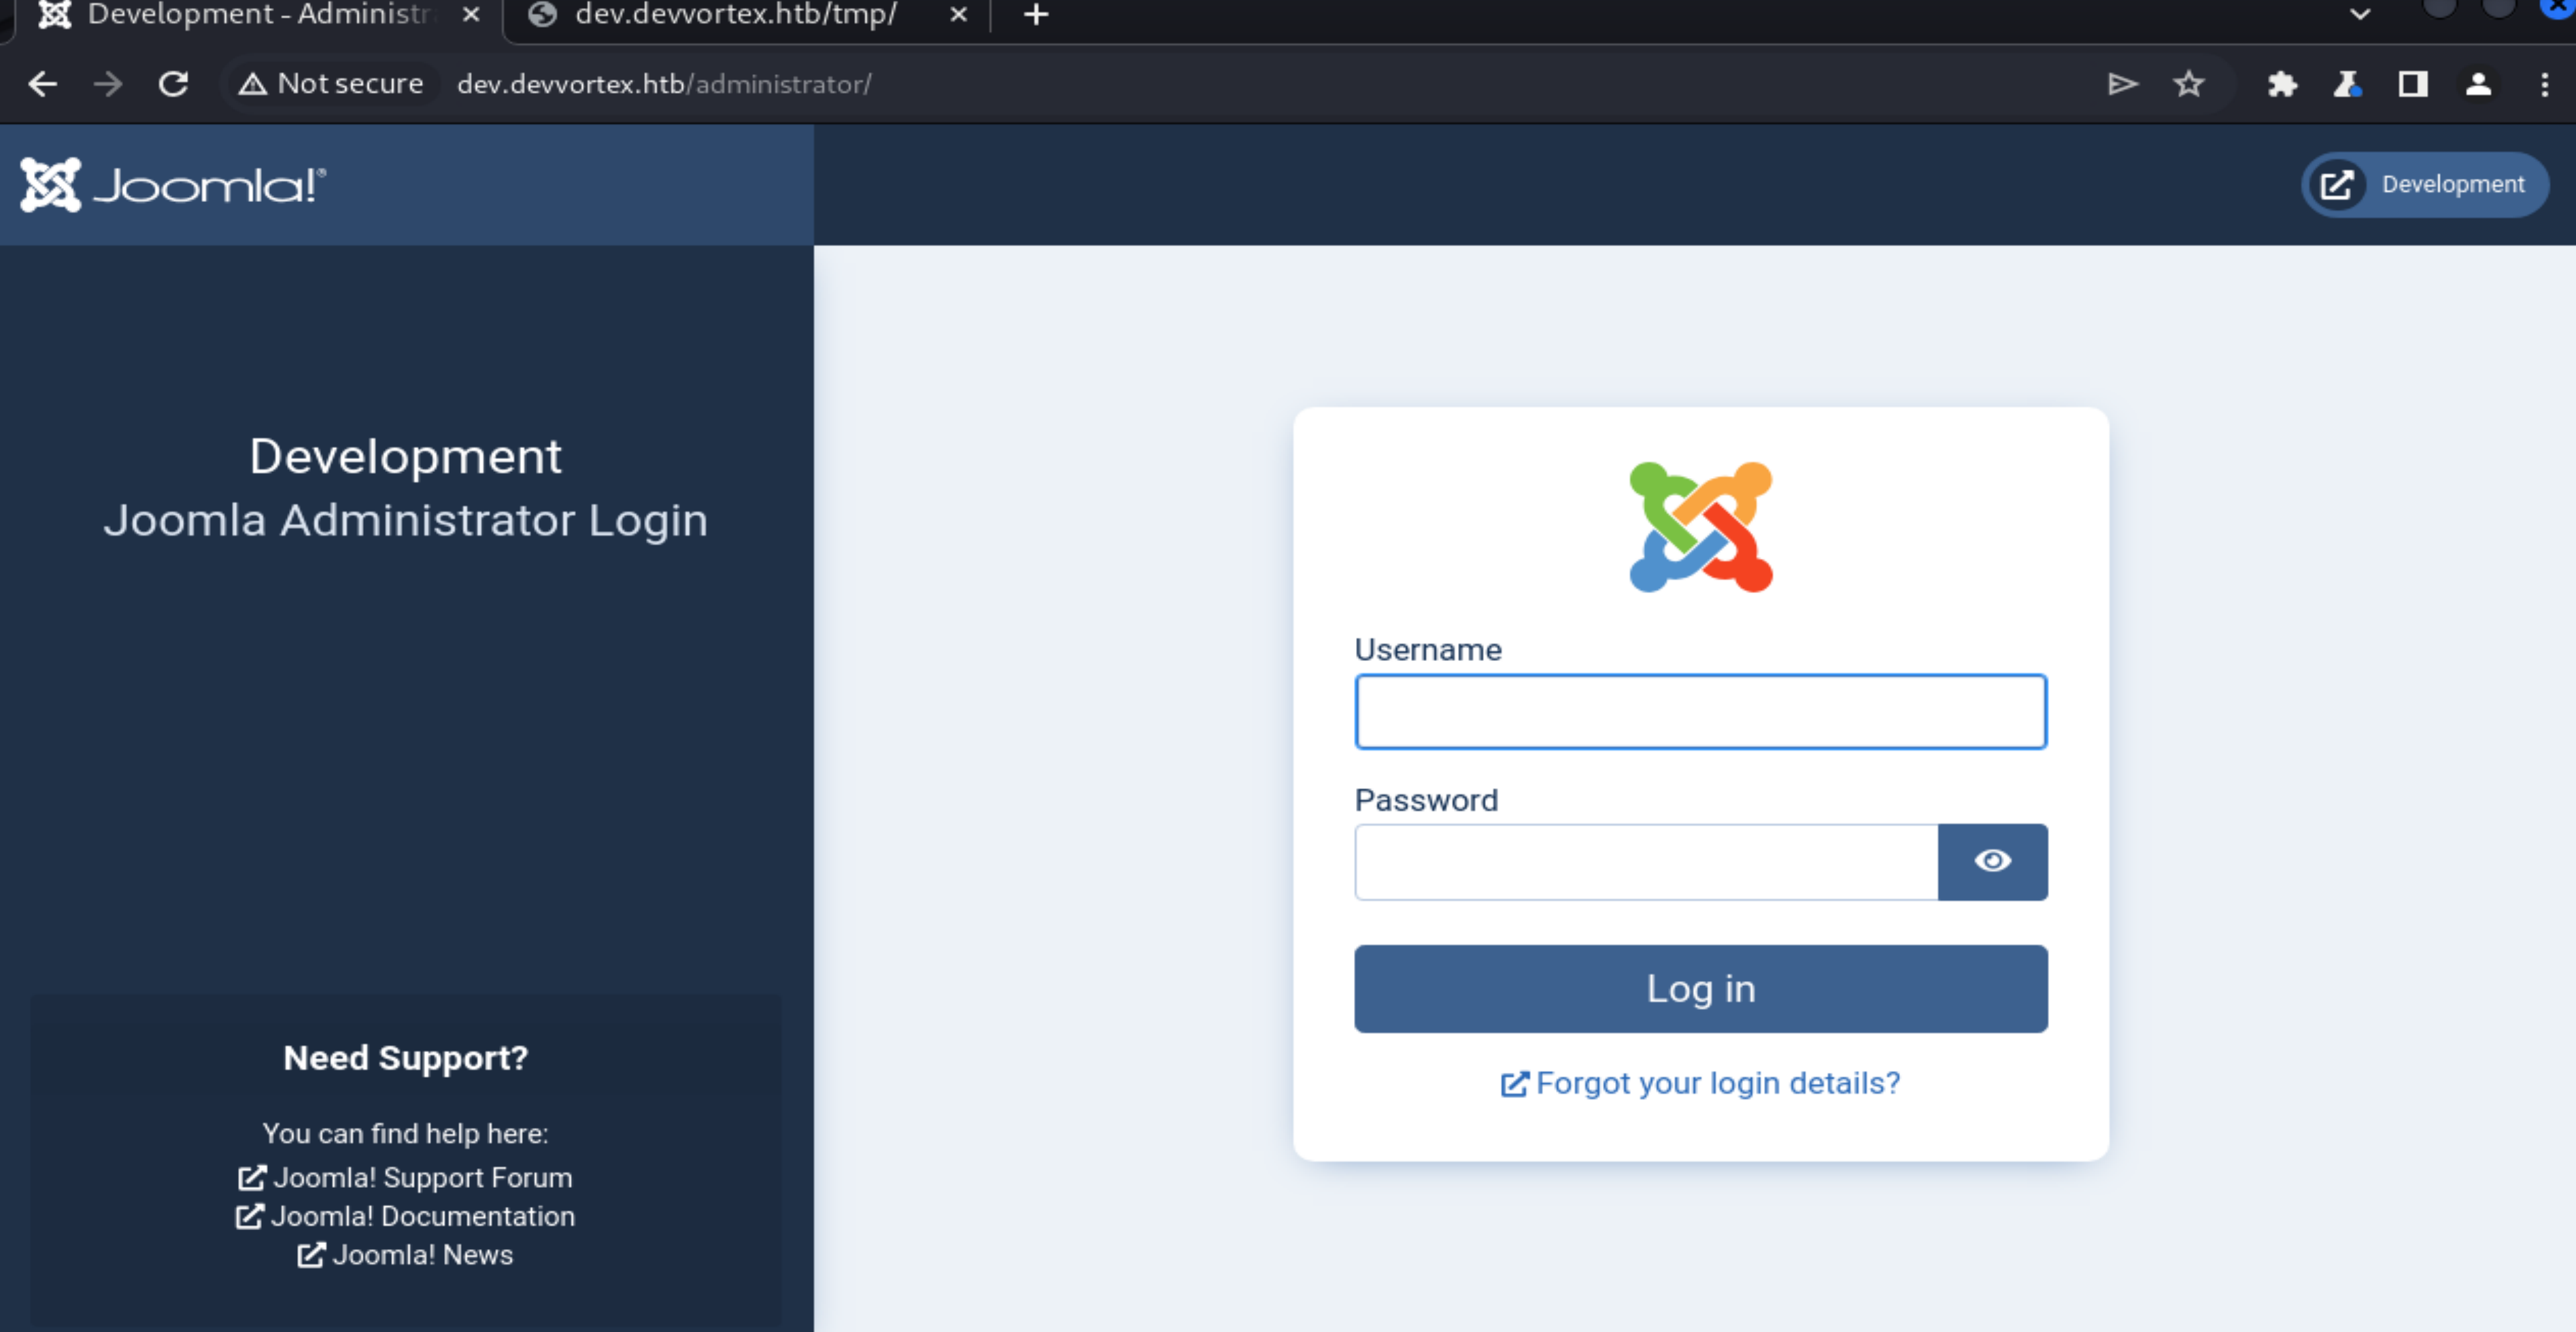 Development - Administr
dev.devvortex.htb/tmp/
Not secure
dev.devvortex.htb/administrator/
Joomla!®
Development
Development
Joomla Administrator Login
Username
Password
Log in
Forgot your login details?
Need Support?
You can find help here:
Joomla! Support Forum
Joomla! Documentation
Joomla! News